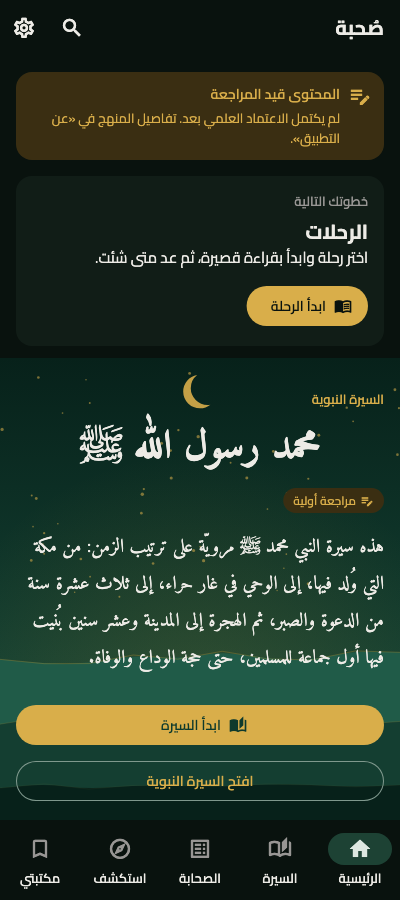 صُحبة
المحتوى قيد المراجعة
لم يكتمل الاعتماد العلمي بعد. تفاصيل المنهج في «عن
التطبيق».
خطوتك التالية
الرحلات
اختر رحلة وابدأ بقراءة قصيرة، ثم عد متى شئت.
ابدأ الرحلة
السيرة النبوية
محمد رسول الله ﷺ
مراجعة أولية
هذه سيرة النبي محمد ﷺ مرويّة على ترتيب الزمن: من مكة
التي وُلد فيها، إلى الوحي في غار حراء، إلى ثلاث عشرة سنة
من الدعوة والصبر، ثم الهجرة إلى المدينة وعشر سنين بُنيت
فيها أول جماعة للمسلمين، حتى حجة الوداع والوفاة.
ابدأ السيرة
افتح السيرة النبوية
الرئيسية
السيرة
الصحابة
استكشف
مكتبتي